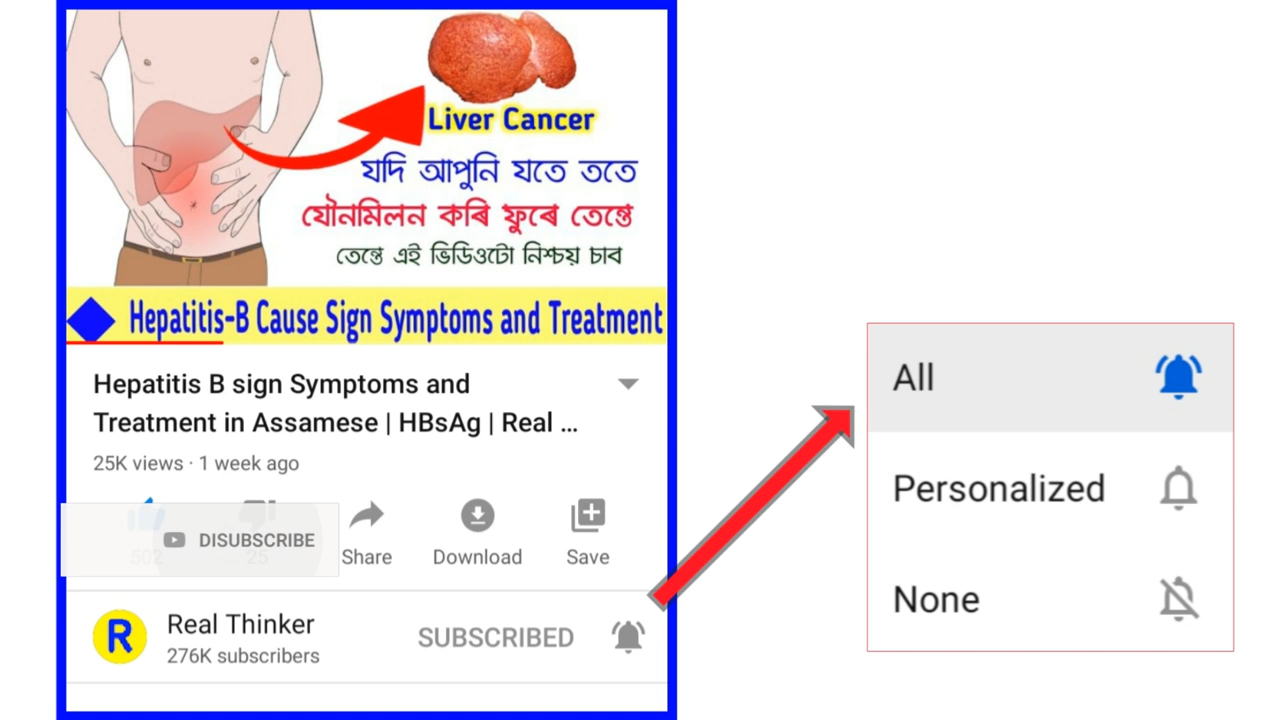 Liver Cancer
যদি আপুনি যতে ততে
যৌনমিলন কৰি ফুৰে তেন্তে
তেন্তে এই ভিডিওটো নিশ্চয় চাব
Hepatitis-B Cause Sign Symptoms and Treatment
Hepatitis B sign Symptoms and
Treatment in Assamese | HBsAg | Real ...
25K views · 1 week ago
DISUBSCRIBE
502
25
Share
Download
Save
R
Real Thinker
276K subscribers
SUBSCRIBED
All
Personalized
None